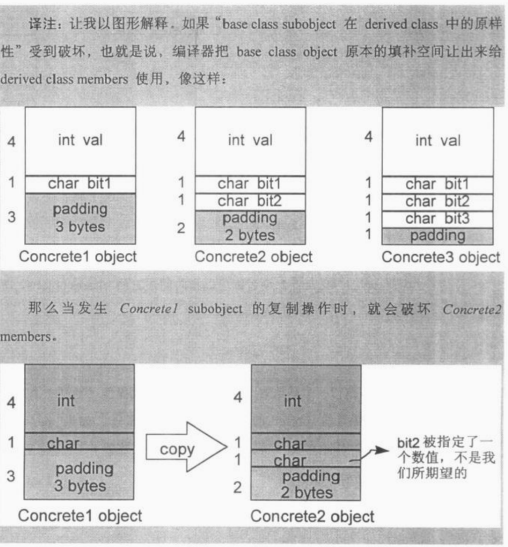 译注：让我以图形解释．如果“base class subobject 在 derived class 中的原样
性”受到破坏，也就是说，编译器把 base class object 原本的填补空间让出来给
derived class members 使用，像这样：
4 int val 4 int val 4 int val
1 char bit1 1 char bit1 1 char bit1
1 char bit2 1 char bit2
1 char bit3
3 padding 3 bytes 2 padding 2 bytes 1 padding
Concrete1 object Concrete2 object Concrete3 object
那么当发生 Concrete1 subobject 的复制操作时，就会破坏 Concrete2
members。
4 int 4 int
1 char copy 1 char
1 char
bit2 被指定了一
个数值，不是我
们所期望的
3 padding 3 bytes 2 padding 2 bytes
Concrete1 object Concrete2 object